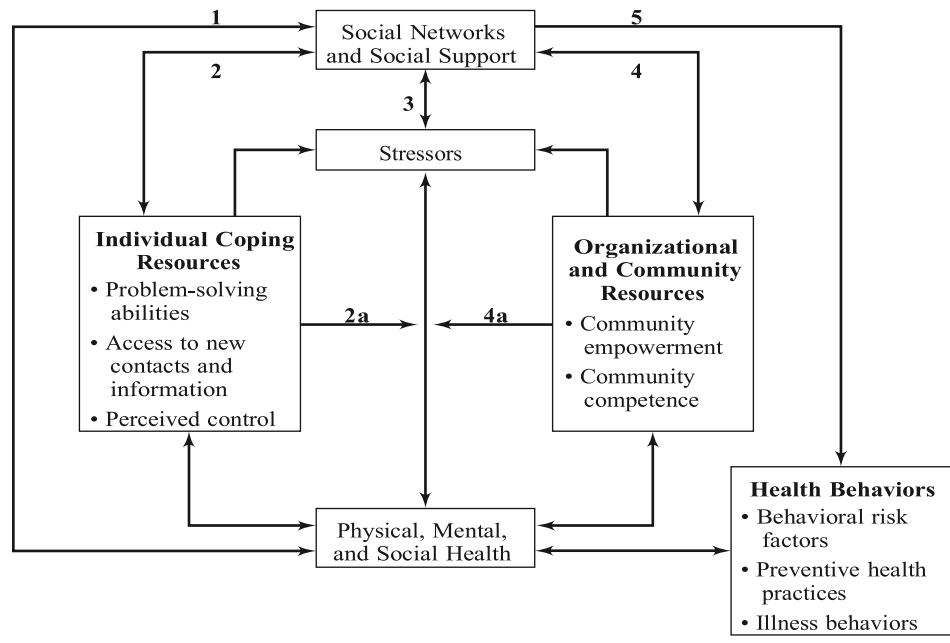 1
5
Social Networks
and Social Support
2
4
3
Stressors
Individual Coping
Resources
• Problem-solving
abilities
• Access to new
contacts and
information
• Perceived control
2a
4a
Organizational
and Community
Resources
• Community
empowerment
• Community
competence
Physical, Mental,
and Social Health
Health Behaviors
• Behavioral risk
factors
• Preventive health
practices
• Illness behaviors